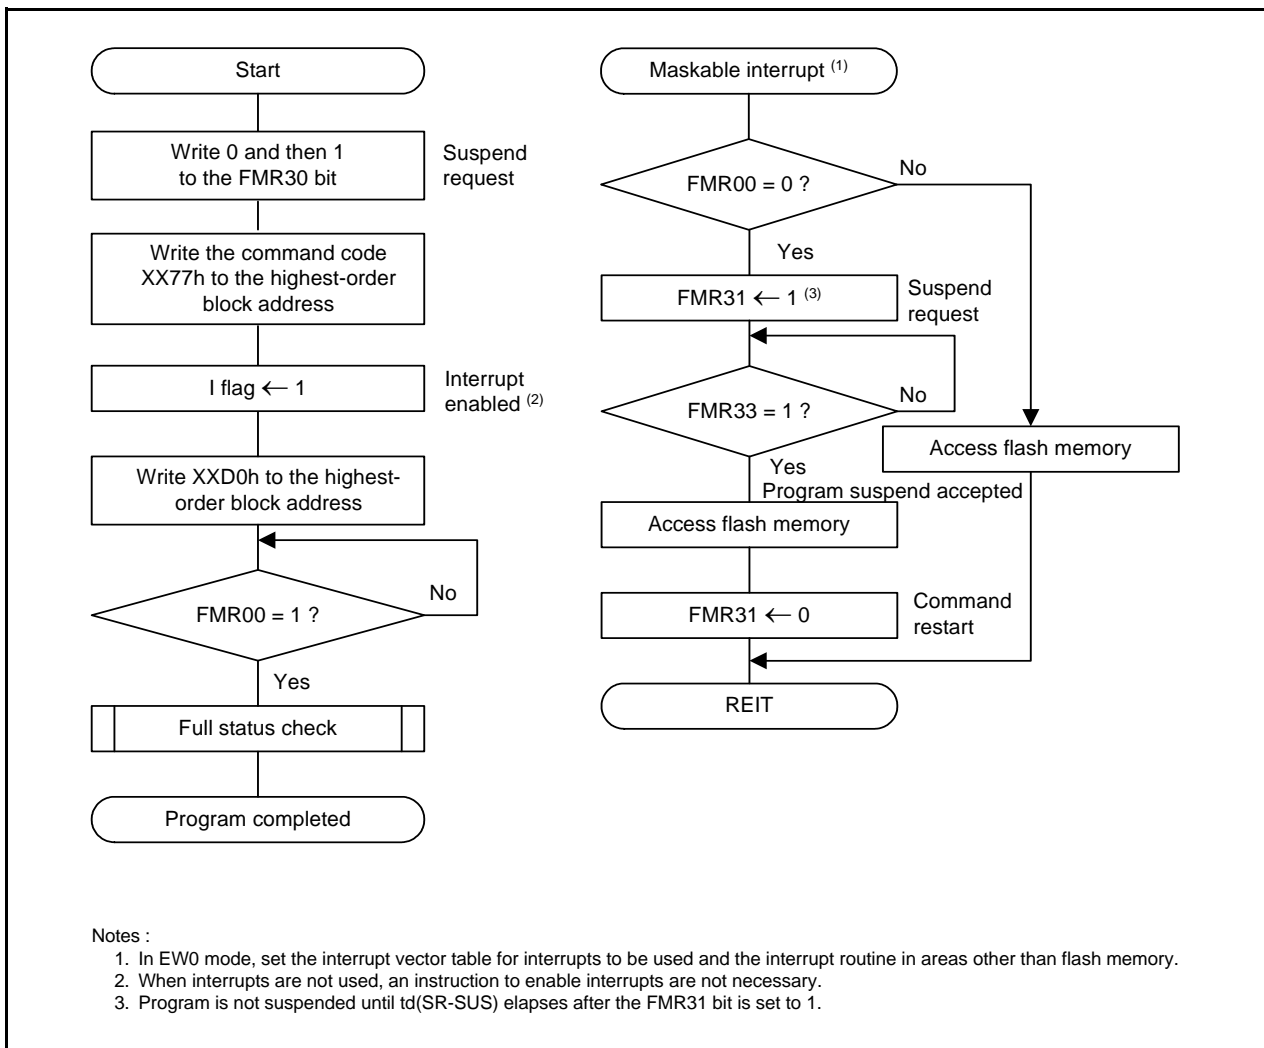 Start
Write 0 and then 1
to the FMR30 bit
Suspend
request
Write the command code
XX77h to the highest-order
block address
I flag ← 1
Interrupt
enabled (2)
Write XXD0h to the highest-
order block address
FMR00 = 1 ?
No
Yes
Full status check
Program completed
Maskable interrupt (1)
FMR00 = 0 ?
No
Yes
FMR31 ← 1 (3)
Suspend
request
FMR33 = 1 ?
No
Yes
Program suspend accepted
Access flash memory
Access flash memory
FMR31 ← 0
Command
restart
REIT
Notes :
1. In EW0 mode, set the interrupt vector table for interrupts to be used and the interrupt routine in areas other than flash memory.
2. When interrupts are not used, an instruction to enable interrupts are not necessary.
3. Program is not suspended until td(SR-SUS) elapses after the FMR31 bit is set to 1.